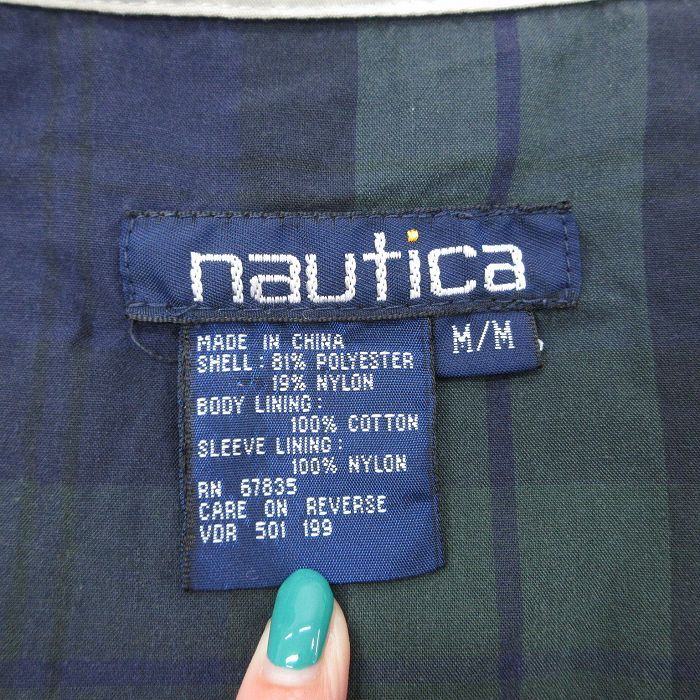 nautica
M/M
MADE IN CHINA
SHELL: 81% POLYESTER
19% NYLON
BODY LINING:
100% COTTON
SLEEVE LINING:
100% NYLON
RN 67835
CARE ON REVERSE
VDR 501 199